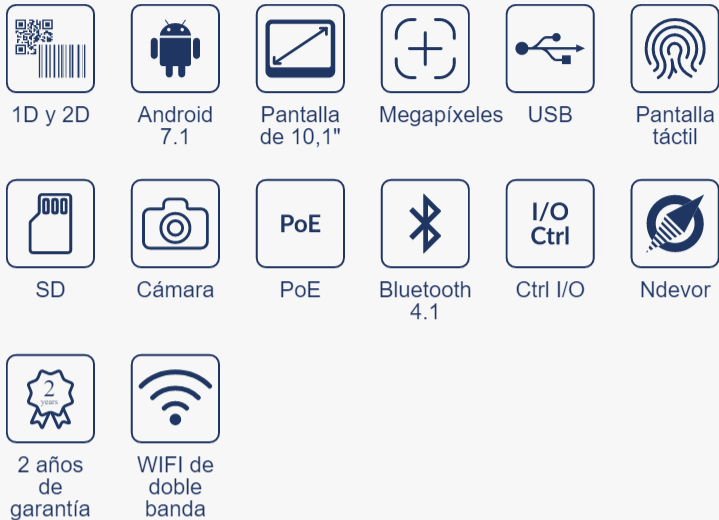 1D y 2D
Android
7.1
Pantalla
de 10,1"
Megapíxeles
USB
Pantalla
táctil
PoE
I/O
Ctrl
SD
Cámara
PoE
Bluetooth
4.1
Ctrl I/O
Ndevor
2
years
2 años
de
garantía
WIFI de
doble
banda